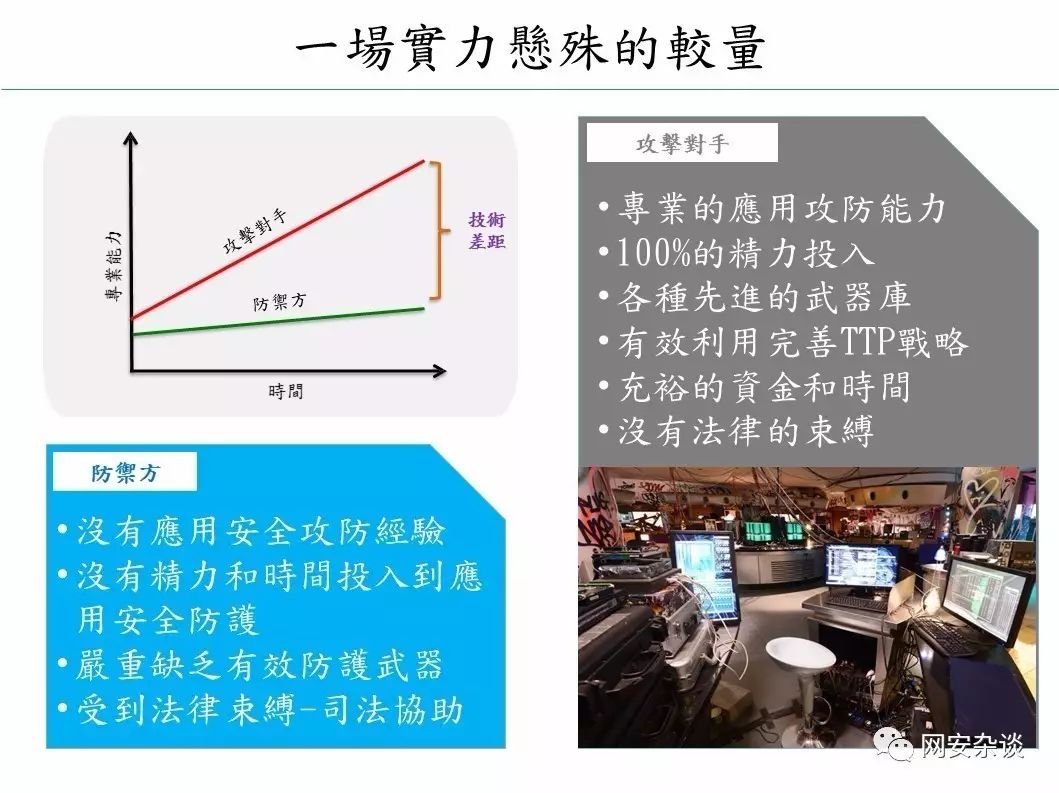 一場實力懸殊的較量
專業能力
攻擊對手
防禦方
技術
差距
時間
防禦方
•沒有應用安全攻防經驗
•沒有精力和時間投入到應
用安全防護
•嚴重缺乏有效防護武器
•受到法律束縛-司法協助
攻擊對手
•專業的應用攻防能力
•100%的精力投入
•各種先進的武器庫
•有效利用完善TTP戰略
•充裕的資金和時間
•沒有法律的束縛
网安杂谈